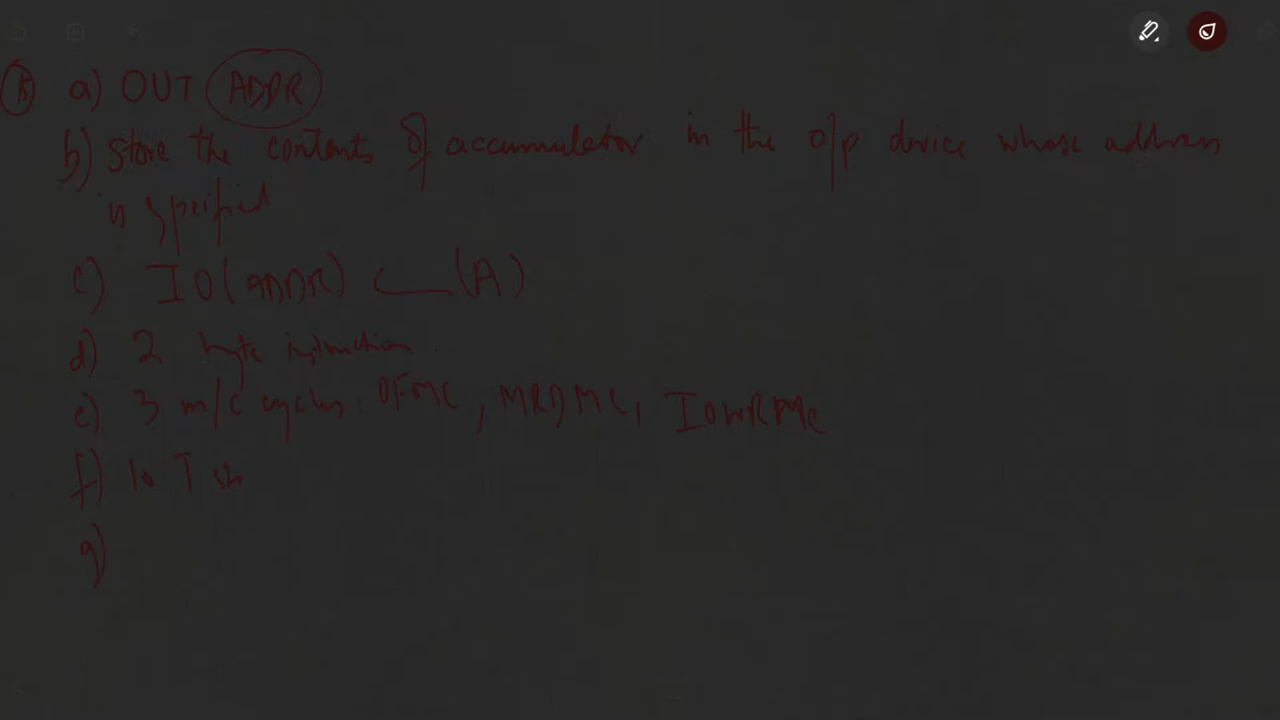 a) OUT ADDR
b) Store the contents of accumulator in the o/p device whose address
is specified
c) IO(ADDR) ← (A)
d) 2 byte instruction
e) 3 m/c cycles: OFMC, MRDMC, IOWRMC
f) 10 T
g)